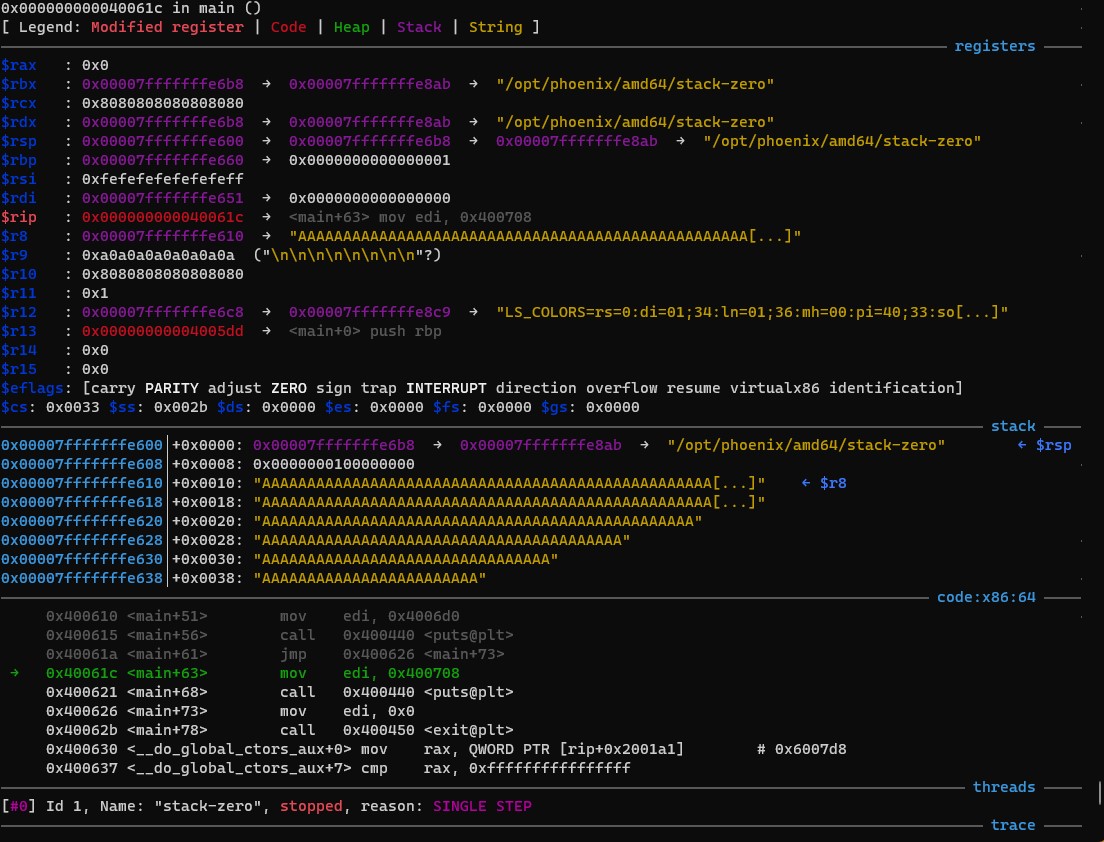 0x000000000040061c in main ()
[ Legend: Modified register | Code | Heap | Stack | String ]
registers
$rax   : 0x0
$rbx   : 0x00007fffffffe6b8  →  0x00007fffffffe8ab  →  "/opt/phoenix/amd64/stack-zero"
$rcx   : 0x8080808080808080
$rdx   : 0x00007fffffffe6b8  →  0x00007fffffffe8ab  →  "/opt/phoenix/amd64/stack-zero"
$rsp   : 0x00007fffffffe600  →  0x00007fffffffe6b8  →  0x00007fffffffe8ab  →  "/opt/phoenix/amd64/stack-zero"
$rbp   : 0x00007fffffffe660  →  0x0000000000000001
$rsi   : 0xfefefefefefefeff
$rdi   : 0x00007fffffffe651  →  0x0000000000000000
$rip   : 0x000000000040061c  →  <main+63> mov edi, 0x400708
$r8    : 0x00007fffffffe610  →  "AAAAAAAAAAAAAAAAAAAAAAAAAAAAAAAAAAAAAAAAAAAAAAAAAA[...]"
$r9    : 0xa0a0a0a0a0a0a0a  ("\n\n\n\n\n\n\n\n"?)
$r10   : 0x8080808080808080
$r11   : 0x1
$r12   : 0x00007fffffffe6c8  →  0x00007fffffffe8c9  →  "LS_COLORS=rs=0:di=01;34:ln=01;36:mh=00:pi=40;33:so[...]"
$r13   : 0x00000000004005dd  →  <main+0> push rbp
$r14   : 0x0
$r15   : 0x0
$eflags: [carry PARITY adjust ZERO sign trap INTERRUPT direction overflow resume virtualx86 identification]
$cs: 0x0033 $ss: 0x002b $ds: 0x0000 $es: 0x0000 $fs: 0x0000 $gs: 0x0000
stack
0x00007fffffffe600│+0x0000: 0x00007fffffffe6b8  →  0x00007fffffffe8ab  →  "/opt/phoenix/amd64/stack-zero"        ← $rsp
0x00007fffffffe608│+0x0008: 0x0000000100000000
0x00007fffffffe610│+0x0010: "AAAAAAAAAAAAAAAAAAAAAAAAAAAAAAAAAAAAAAAAAAAAAAAAAA[...]"    ← $r8
0x00007fffffffe618│+0x0018: "AAAAAAAAAAAAAAAAAAAAAAAAAAAAAAAAAAAAAAAAAAAAAAAAAA[...]"
0x00007fffffffe620│+0x0020: "AAAAAAAAAAAAAAAAAAAAAAAAAAAAAAAAAAAAAAAAAAAAAAAA"
0x00007fffffffe628│+0x0028: "AAAAAAAAAAAAAAAAAAAAAAAAAAAAAAAAAAAAAAAA"
0x00007fffffffe630│+0x0030: "AAAAAAAAAAAAAAAAAAAAAAAAAAAAAAAA"
0x00007fffffffe638│+0x0038: "AAAAAAAAAAAAAAAAAAAAAAAA"
code:x86:64
0x400610 <main+51>        mov    edi, 0x4006d0
0x400615 <main+56>        call   0x400440 <puts@plt>
0x40061a <main+61>        jmp    0x400626 <main+73>
→   0x40061c <main+63>        mov    edi, 0x400708
0x400621 <main+68>        call   0x400440 <puts@plt>
0x400626 <main+73>        mov    edi, 0x0
0x40062b <main+78>        call   0x400450 <exit@plt>
0x400630 <__do_global_ctors_aux+0> mov    rax, QWORD PTR [rip+0x2001a1]        # 0x6007d8
0x400637 <__do_global_ctors_aux+7> cmp    rax, 0xffffffffffffffff
threads
[#0] Id 1, Name: "stack-zero", stopped, reason: SINGLE STEP
trace